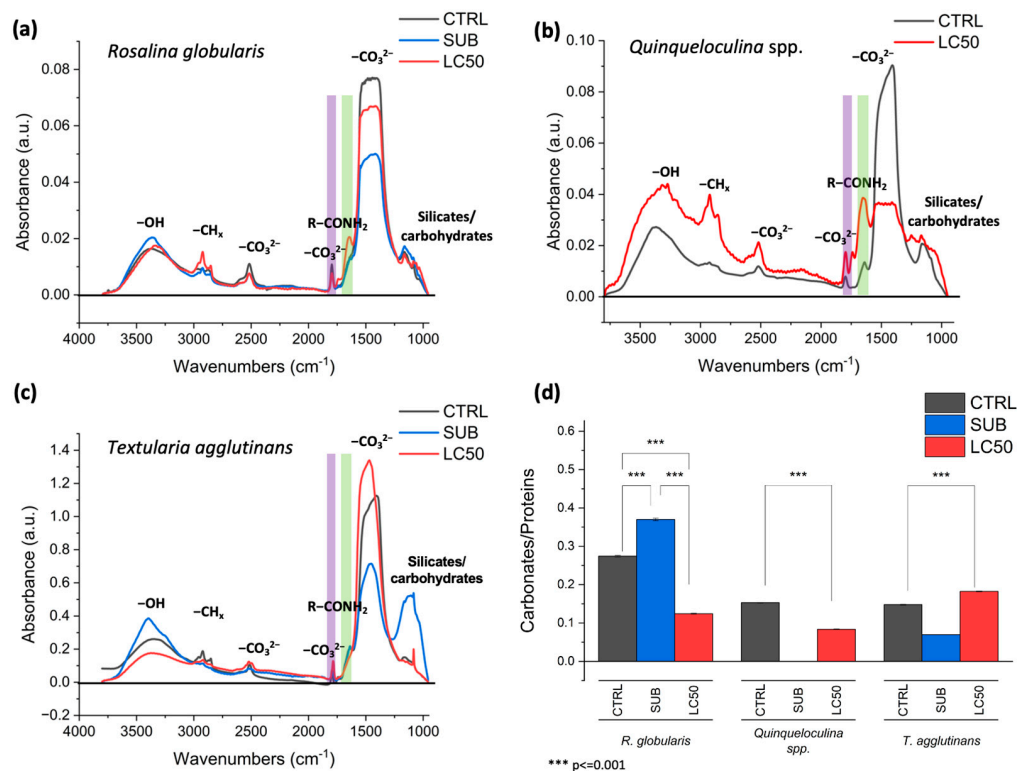 (a)
Rosalina globularis
CTRL
SUB
LC50
−CO₃²⁻
−OH
−CHₓ
−CO₃²⁻
R−CONH₂
−CO₃²⁻
Silicates/
carbohydrates
Absorbance (a.u.)
0.08
0.06
0.04
0.02
0.00
4000 3500 3000 2500 2000 1500 1000
Wavenumbers (cm⁻¹)
(b)
Quinqueloculina spp.
CTRL
LC50
−CO₃²⁻
−OH
−CHₓ
−CO₃²⁻
R−CONH₂
−CO₃²⁻
Silicates/
carbohydrates
Absorbance (a.u.)
0.10
0.08
0.06
0.04
0.02
0.00
3500 3000 2500 2000 1500 1000
Wavenumbers (cm⁻¹)
(c)
Textularia agglutinans
CTRL
SUB
LC50
−CO₃²⁻
−OH
−CHₓ
−CO₃²⁻
R−CONH₂
−CO₃²⁻
Silicates/
carbohydrates
Absorbance (a.u.)
1.4
1.2
1.0
0.8
0.6
0.4
0.2
0.0
−0.2
4000 3500 3000 2500 2000 1500 1000
Wavenumbers (cm⁻¹)
(d)
CTRL
SUB
LC50
Carbonates/Proteins
0.6
0.5
0.4
0.3
0.2
0.1
0.0
***
*** ***
***
***
CTRL SUB LC50 CTRL SUB LC50 CTRL SUB LC50
R. globularis Quinqueloculina spp. T. agglutinans
*** p<=0.001